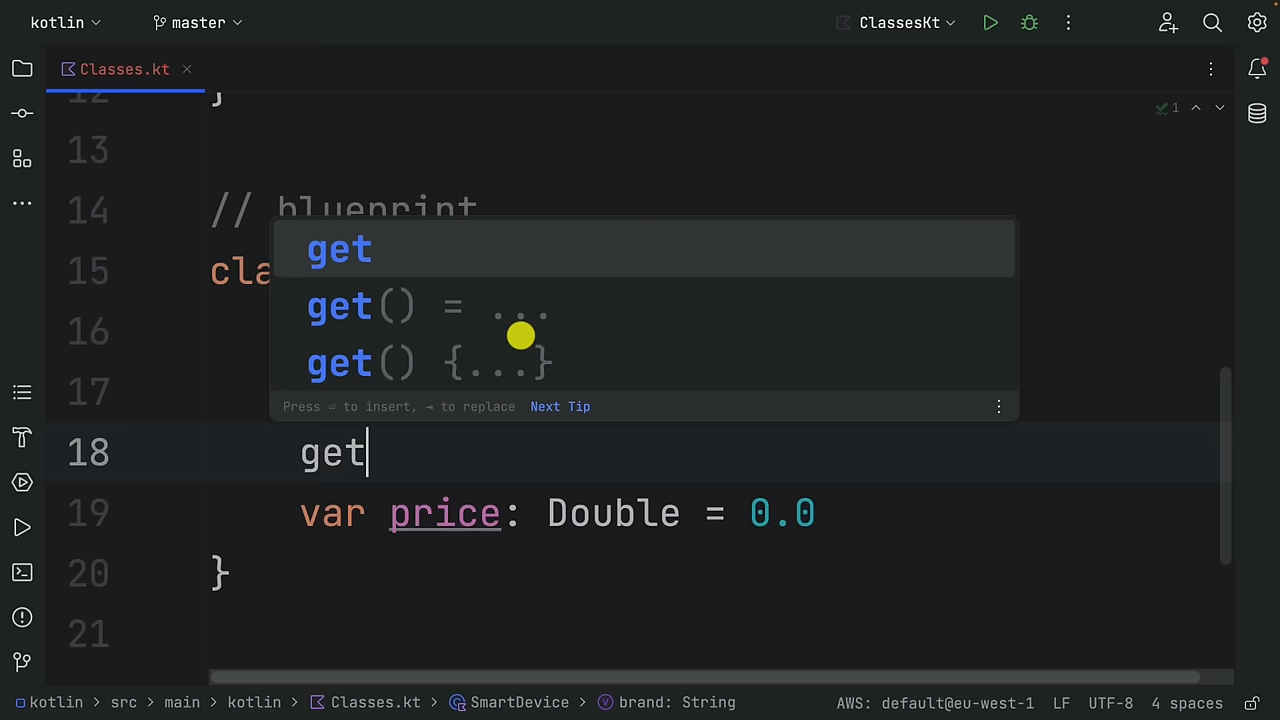 kotlin master ClassesKt
Classes.kt
12 }
1
13
14 // blueprint
15 cla
16
17
18 get
19 var price: Double = 0.0
20 }
21
get
get() = ...
get() {...}
Press ⏎ to insert, ⇥ to replace Next Tip
kotlin > src > main > kotlin > Classes.kt > SmartDevice > brand: String AWS: default@eu-west-1 LF UTF-8 4 spaces